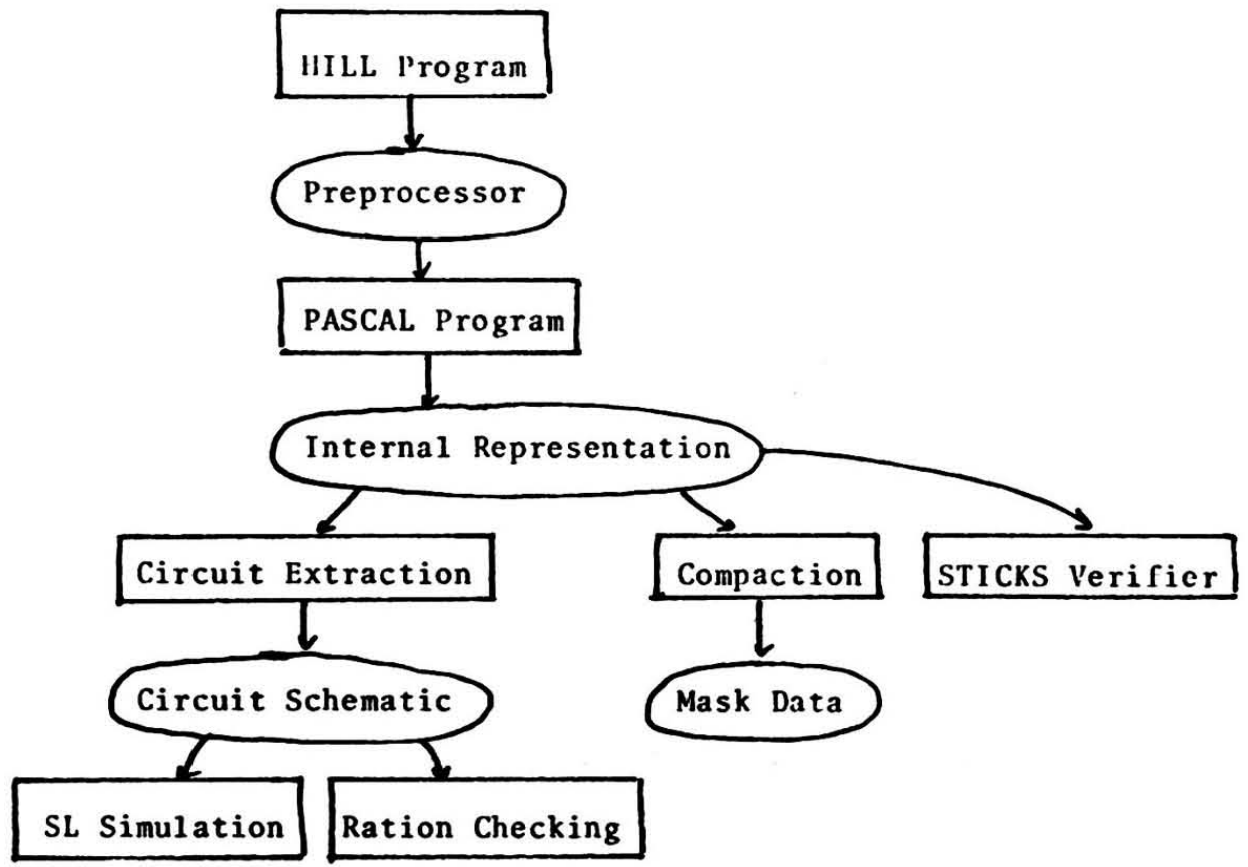 HILL Program
Preprocessor
PASCAL Program
Internal Representation
Circuit Extraction
Compaction
STICKS Verifier
Circuit Schematic
Mask Data
SL Simulation
Ration Checking